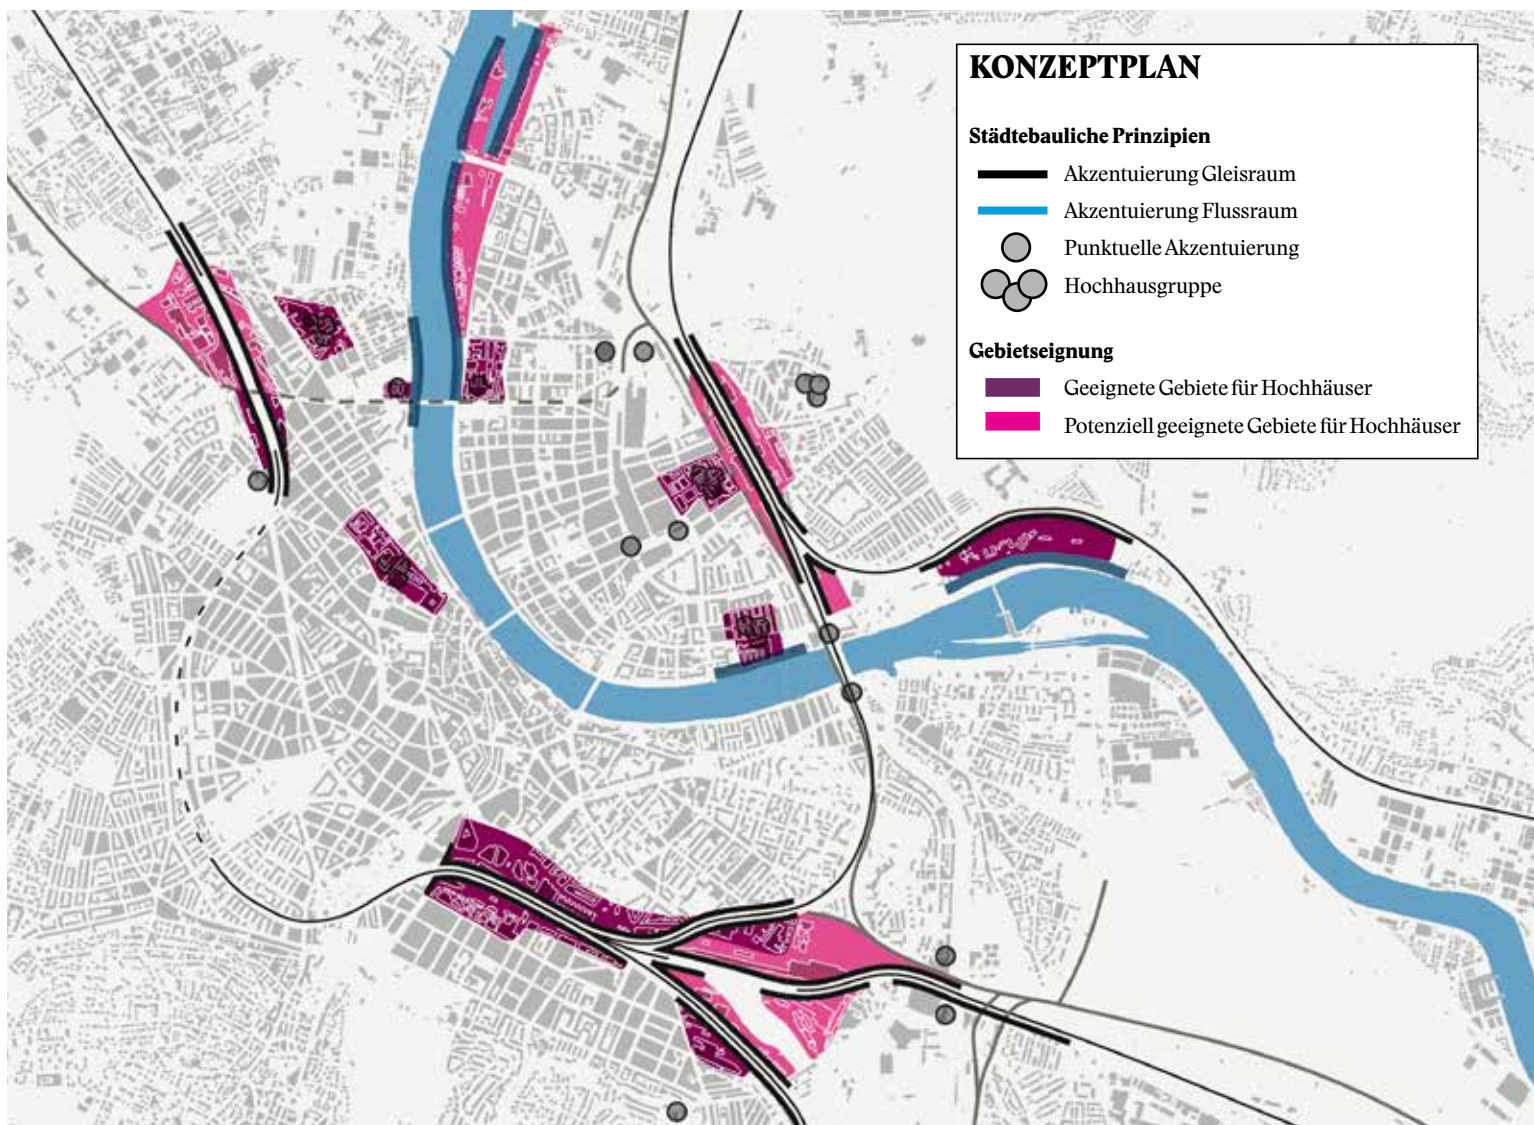 KONZEPTPLAN
Städtebauliche Prinzipien
Akzentuierung Gleisraum
Akzentuierung Flussraum
Punktuelle Akzentuierung
Hochhausgruppe
Gebietseignung
Geeignete Gebiete für Hochhäuser
Potenziell geeignete Gebiete für Hochhäuser